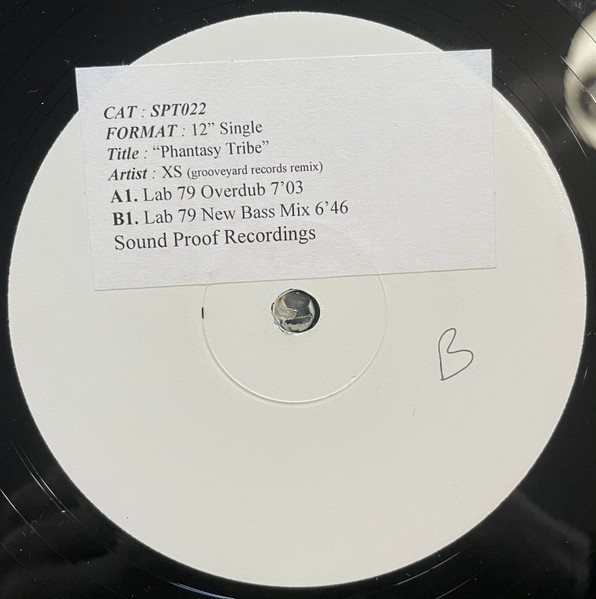 CAT : SPT022
FORMAT : 12” Single
Title : “Phantasy Tribe”
Artist : XS (grooveyard records remix)
A1. Lab 79 Overdub 7’03
B1. Lab 79 New Bass Mix 6’46
Sound Proof Recordings
B